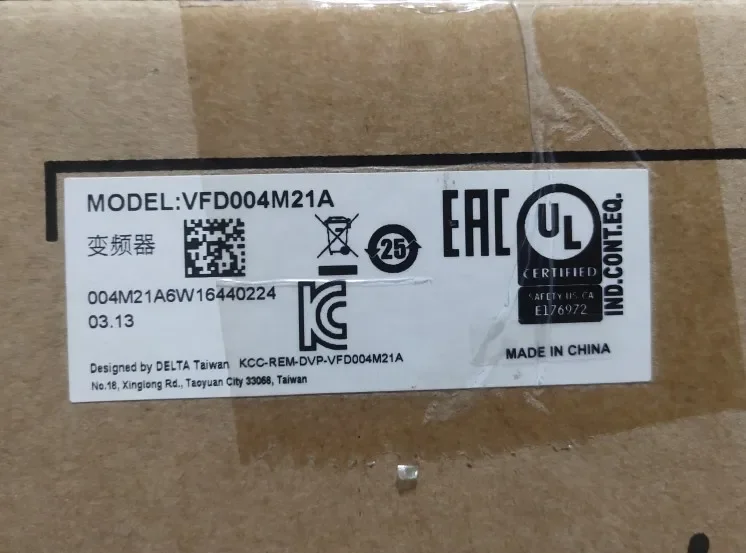 MODEL:VFD004M21A
变频器
004M21A6W16440224
03.13
25
EAC
UL
CERTIFIED
SAFETY US CA
E176972
IND.CONT.EQ.
KC
KCC-REM-DVP-VFD004M21A
MADE IN CHINA
Designed by DELTA Taiwan
No.18, Xinglong Rd., Taoyuan City 33068, Taiwan